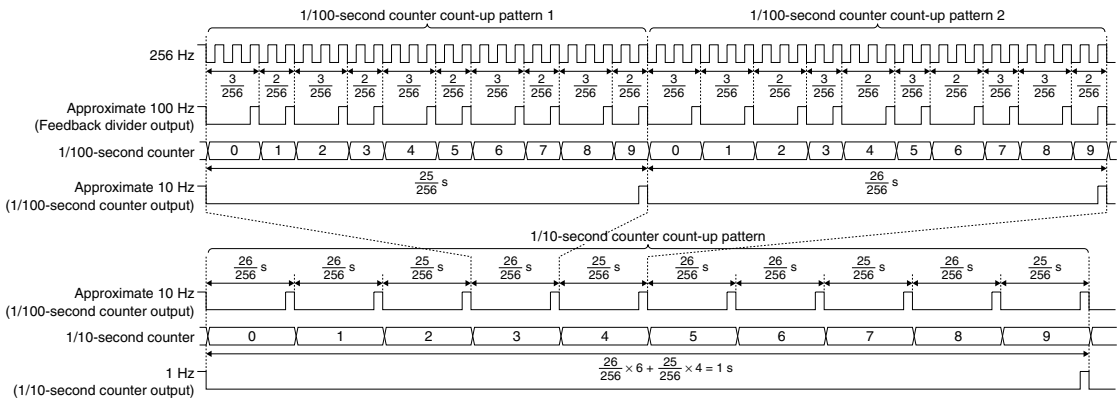 1/100-second counter count-up pattern 1
1/100-second counter count-up pattern 2
256 Hz
3/256 2/256 3/256 2/256 3/256 2/256 3/256 2/256 3/256 2/256 3/256 3/256 2/256 3/256 2/256 3/256 2/256 3/256 3/256 2/256
Approximate 100 Hz
(Feedback divider output)
1/100-second counter 0 1 2 3 4 5 6 7 8 9 0 1 2 3 4 5 6 7 8 9
25/256 s 26/256 s
Approximate 10 Hz
(1/100-second counter output)
1/10-second counter count-up pattern
26/256 s 26/256 s 25/256 s 26/256 s 25/256 s 26/256 s 26/256 s 25/256 s 26/256 s 25/256 s
Approximate 10 Hz
(1/100-second counter output)
1/10-second counter 0 1 2 3 4 5 6 7 8 9
26/256 × 6 + 25/256 × 4 = 1 s
1 Hz
(1/10-second counter output)